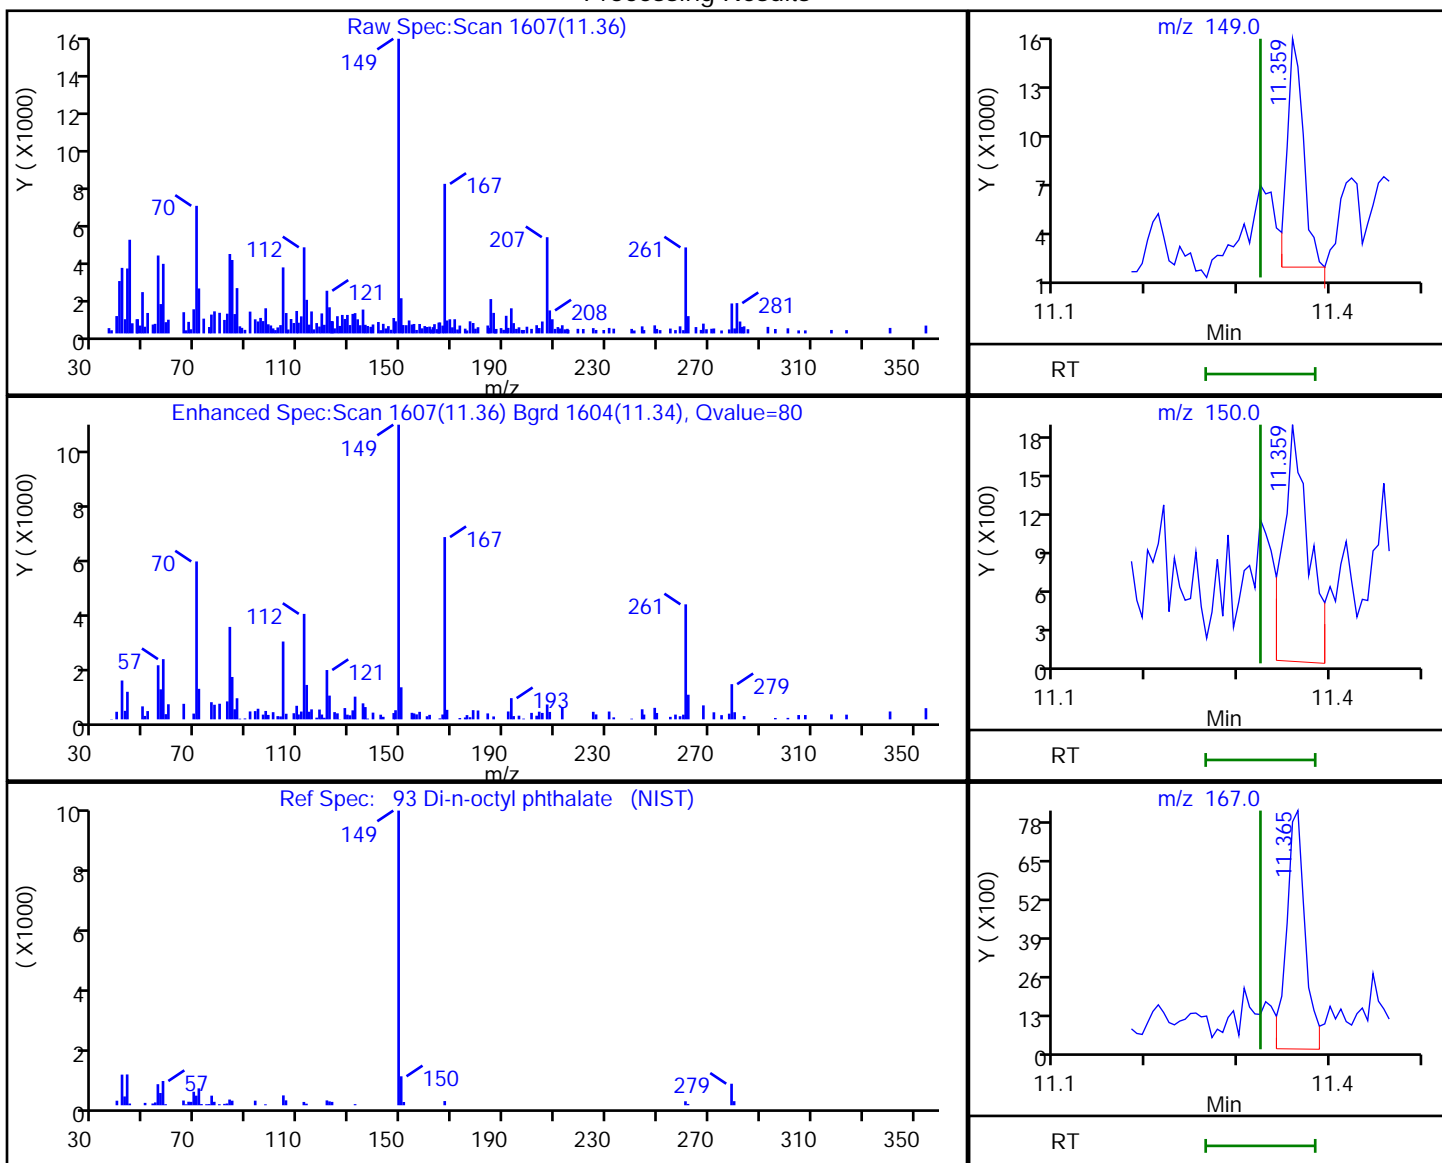 Processing Results
Raw Spec:Scan 1607(11.36)
Y ( X1000)
16
14
12
10
8
6
4
2
0
149
167
70
207
112
261
121
208
281
30 70 110 150 190 230 270 310 350
m/z
m/z 149.0
Y ( X1000)
16
13
10
7
4
1
11.359
11.1 11.4
Min
RT
Enhanced Spec:Scan 1607(11.36) Bgrd 1604(11.34), Qvalue=80
Y ( X1000)
10
8
6
4
2
0
149
167
70
112
261
57
121
193
279
30 70 110 150 190 230 270 310 350
m/z
m/z 150.0
Y ( X100)
18
15
12
9
6
3
0
11.359
11.1 11.4
Min
RT
Ref Spec: 93 Di-n-octyl phthalate (NIST)
( X1000)
10
8
6
4
2
0
149
57
150
279
30 70 110 150 190 230 270 310 350
m/z 167.0
Y ( X100)
78
65
52
39
26
13
0
11.365
11.1 11.4
Min
RT